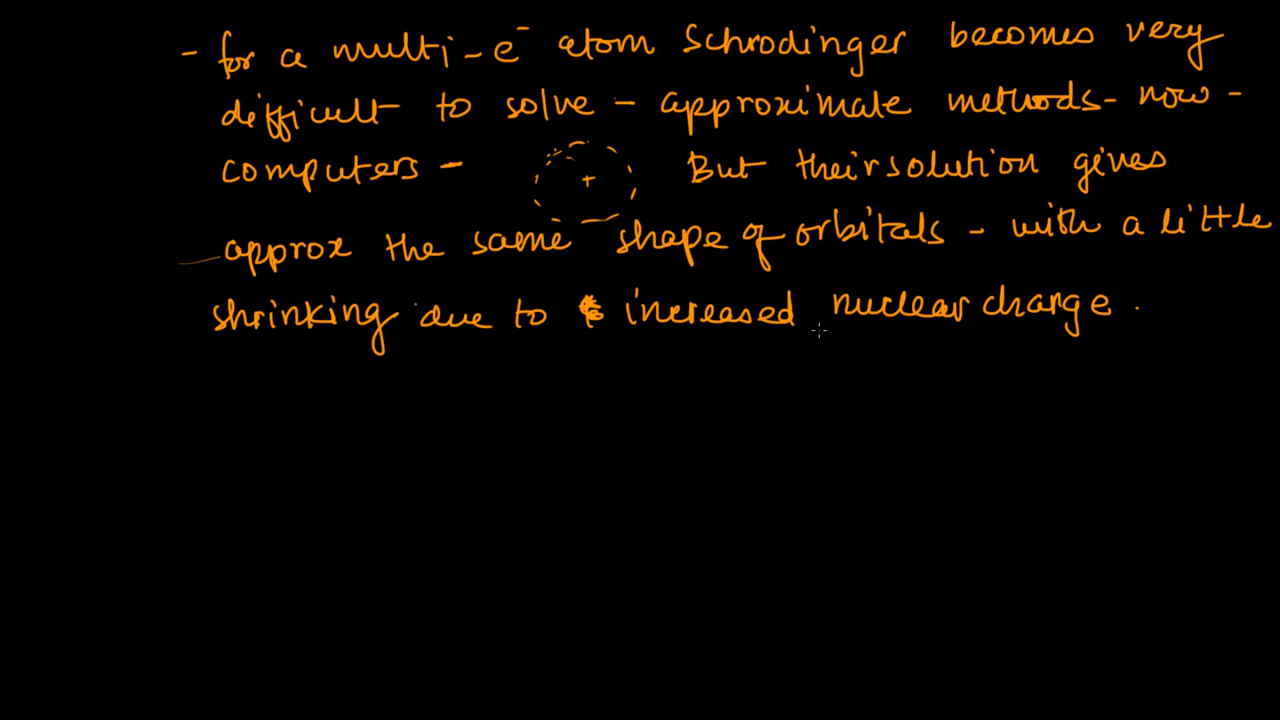 - for a multi-e⁻ atom Schrodinger becomes very
difficult to solve - approximate methods - now -
computers - + But their solution gives
approx the same shape of orbitals - with a little
shrinking due to increased nuclear charge.